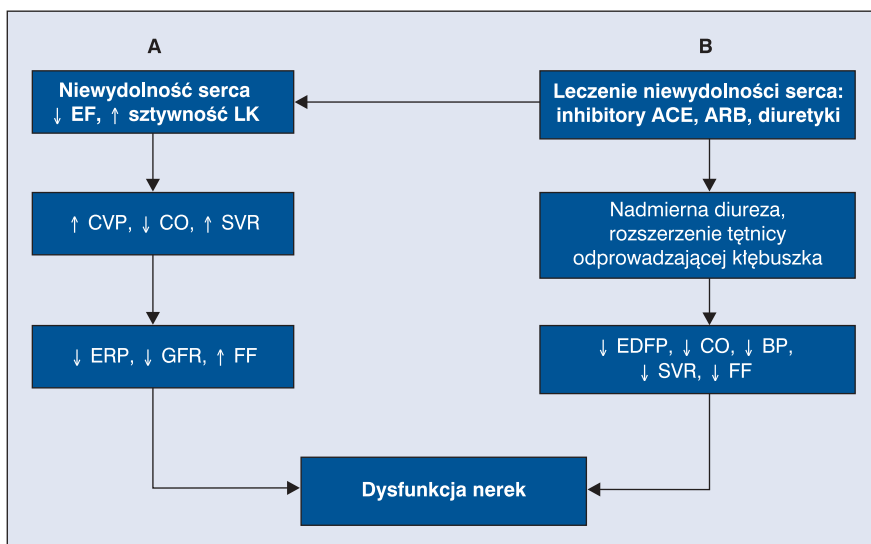 A
Niewydolność serca
↓ EF, ↑ sztywność LK
↑ CVP, ↓ CO, ↑ SVR
↓ ERP, ↓ GFR, ↑ FF
B
Leczenie niewydolności serca:
inhibitory ACE, ARB, diuretyki
Nadmierna diureza,
rozszerzenie tętnicy
odprowadzającej kłębuszka
↓ EDFP, ↓ CO, ↓ BP,
↓ SVR, ↓ FF
Dysfunkcja nerek